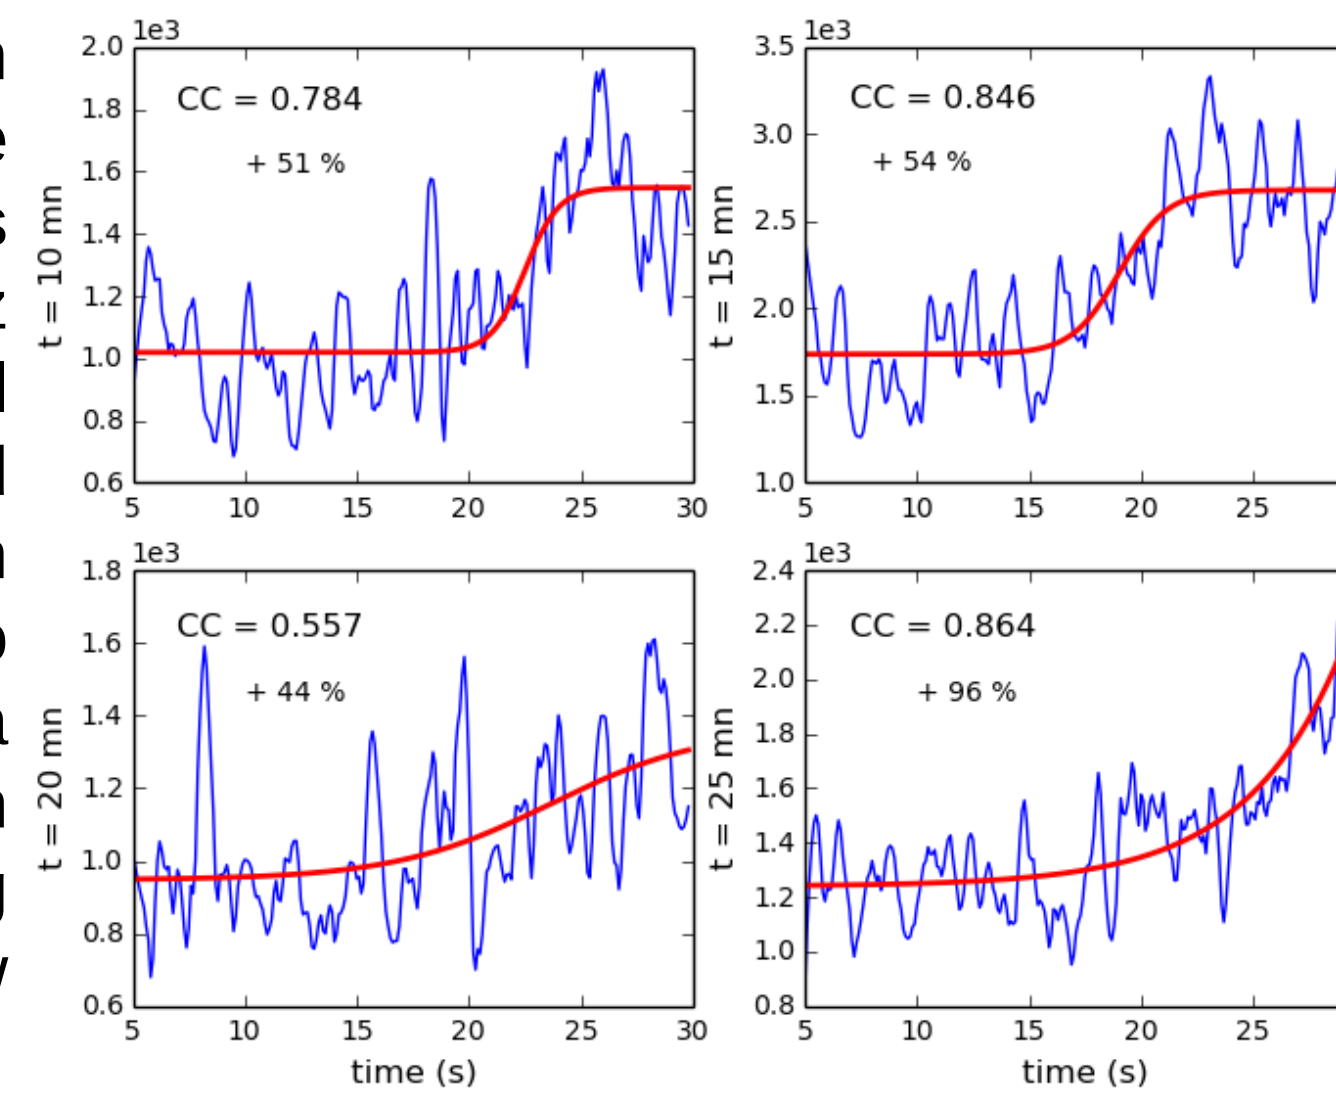 1e3
2.0
1.8
1.6
1.4
1.2
1.0
0.8
0.6
CC = 0.784
+ 51 %
t = 10 mn
5 10 15 20 25 30
1e3
3.5
3.0
2.5
2.0
1.5
1.0
CC = 0.846
+ 54 %
t = 15 mn
5 10 15 20 25
1e3
1.8
1.6
1.4
1.2
1.0
0.8
0.6
CC = 0.557
+ 44 %
t = 20 mn
5 10 15 20 25 30
time (s)
1e3
2.4
2.2
2.0
1.8
1.6
1.4
1.2
1.0
0.8
CC = 0.864
+ 96 %
t = 25 mn
5 10 15 20 25
time (s)